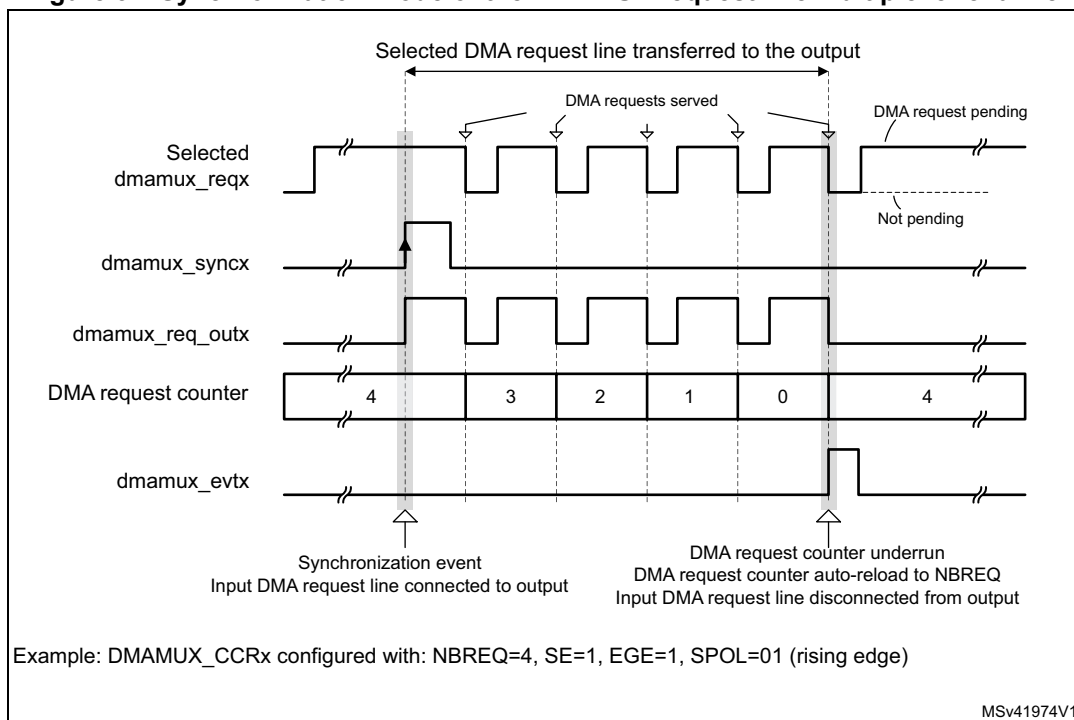 Selected DMA request line transferred to the output
DMA requests served
DMA request pending
Selected
dmamux_reqx
Not pending
dmamux_syncx
dmamux_req_outx
DMA request counter
4
3
2
1
0
4
dmamux_evtx
Synchronization event
Input DMA request line connected to output
DMA request counter underrun
DMA request counter auto-reload to NBREQ
Input DMA request line disconnected from output
Example: DMAMUX_CCRx configured with: NBREQ=4, SE=1, EGE=1, SPOL=01 (rising edge)
MSv41974V1